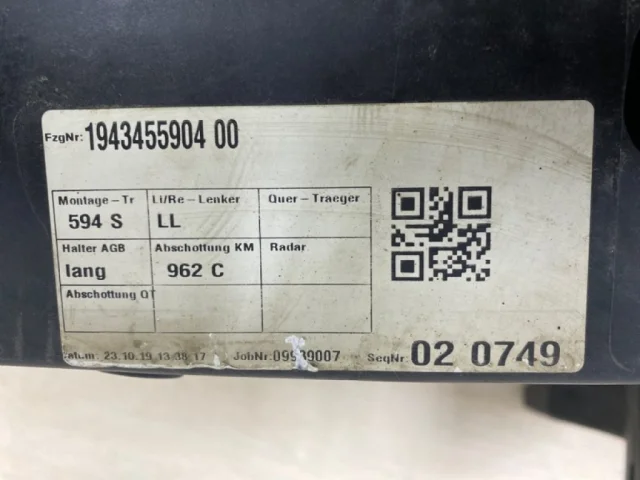 FzgNr: 1943455904 00
Montage-Tr Li/Re-Lenker Quer-Traeger
594 S LL
Halter AGB Abschottung KM Radar
lang 962 C
Abschottung OT
23.10.19 13:38:17 JobNr: SeqNr. 02 0749